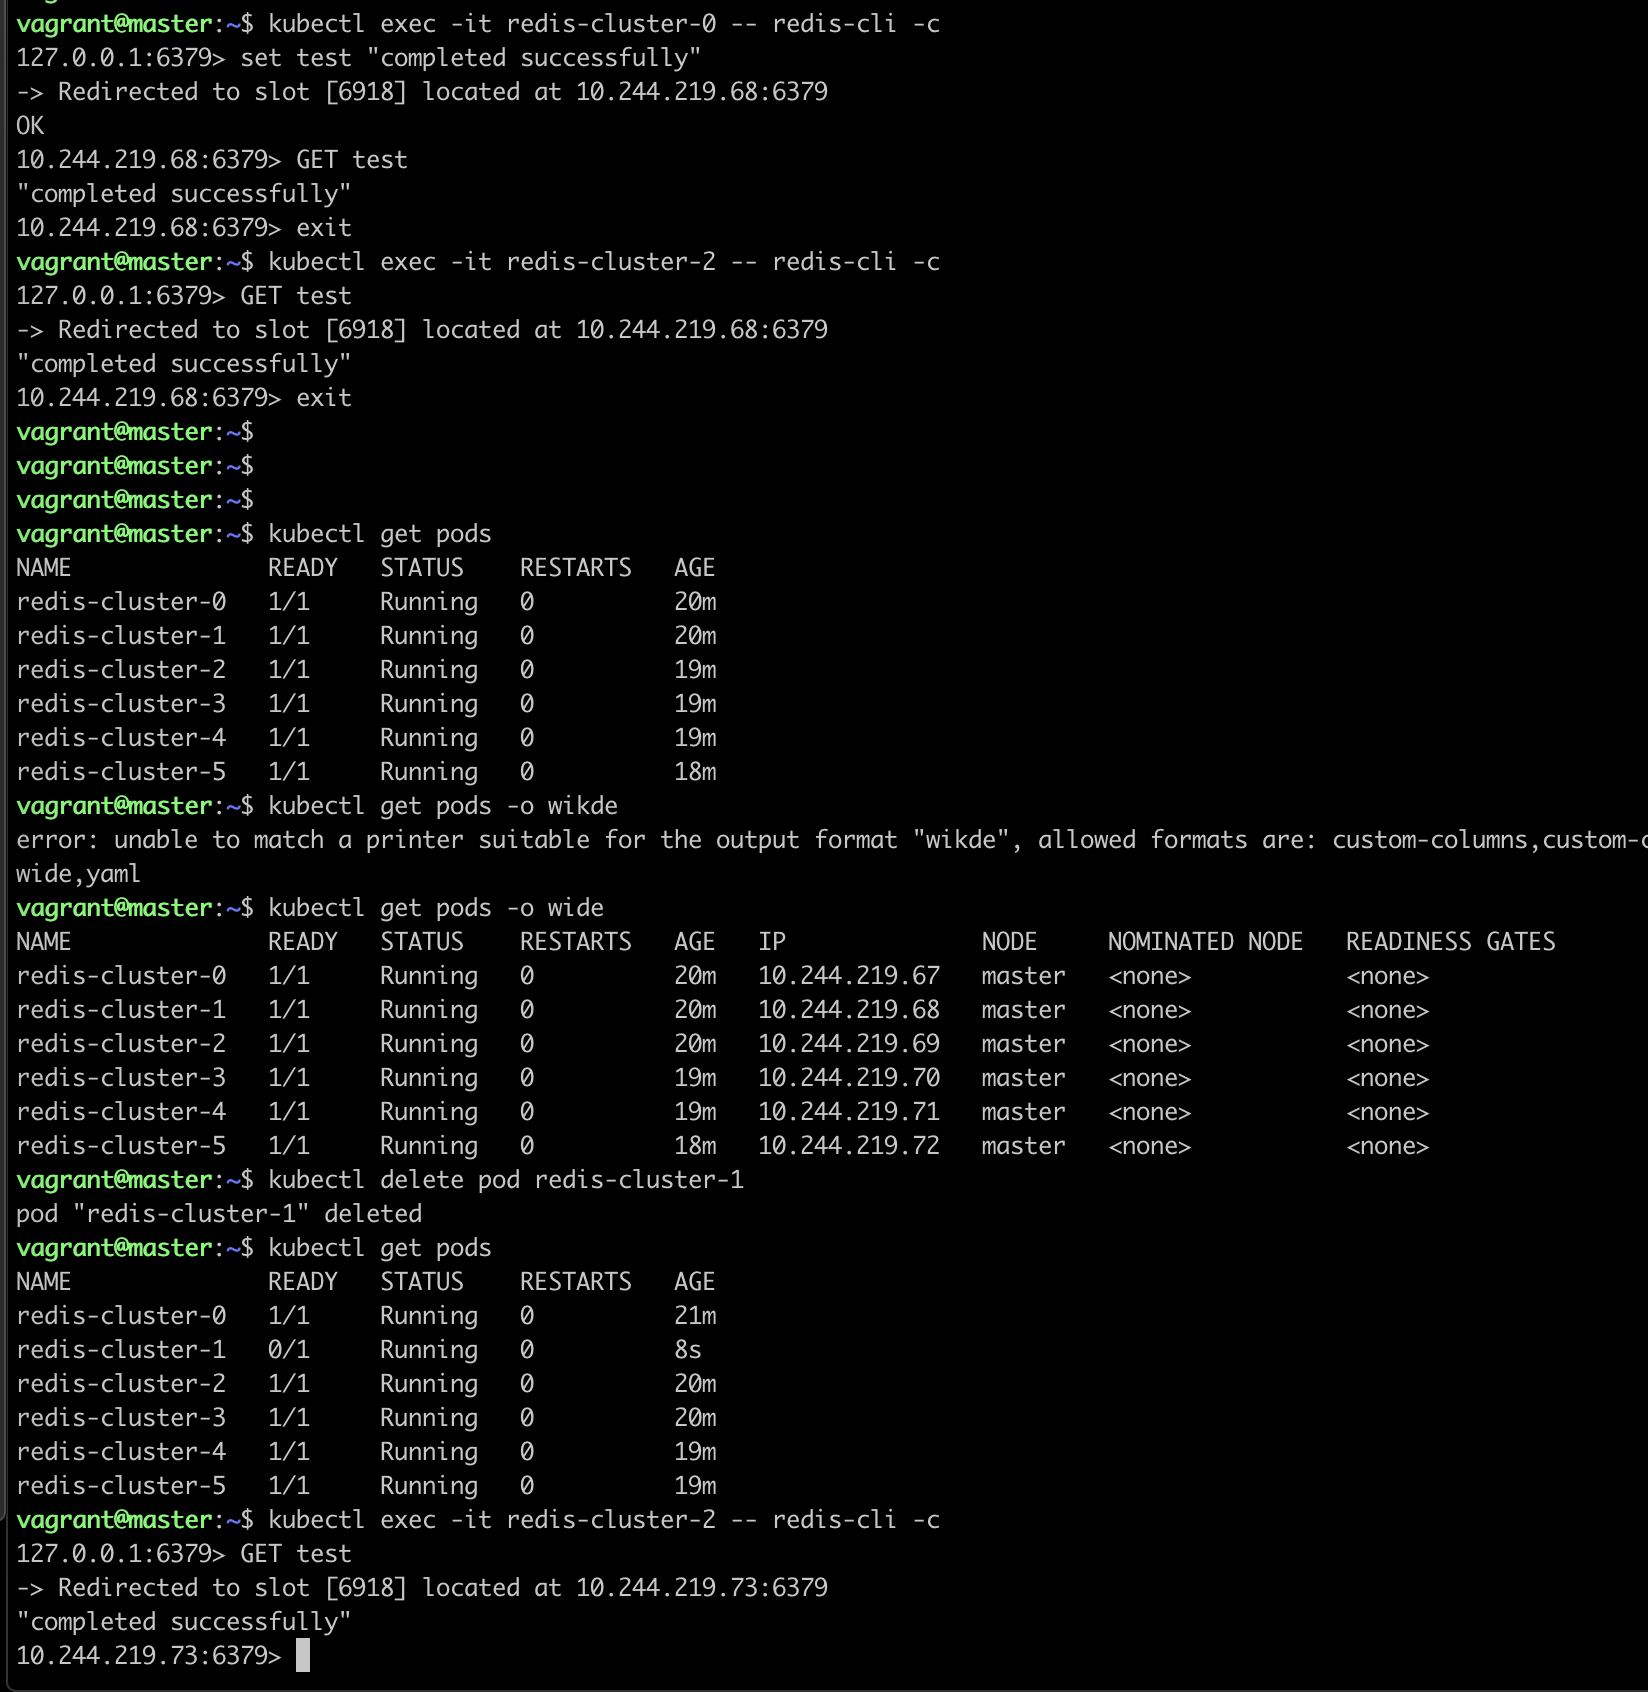 vagrant@master:~$ kubectl exec -it redis-cluster-0 -- redis-cli -c
127.0.0.1:6379> set test "completed successfully"
-> Redirected to slot [6918] located at 10.244.219.68:6379
OK
10.244.219.68:6379> GET test
"completed successfully"
10.244.219.68:6379> exit
vagrant@master:~$ kubectl exec -it redis-cluster-2 -- redis-cli -c
127.0.0.1:6379> GET test
-> Redirected to slot [6918] located at 10.244.219.68:6379
"completed successfully"
10.244.219.68:6379> exit
vagrant@master:~$
vagrant@master:~$
vagrant@master:~$
vagrant@master:~$ kubectl get pods
NAME              READY   STATUS    RESTARTS   AGE
redis-cluster-0   1/1     Running   0          20m
redis-cluster-1   1/1     Running   0          20m
redis-cluster-2   1/1     Running   0          19m
redis-cluster-3   1/1     Running   0          19m
redis-cluster-4   1/1     Running   0          19m
redis-cluster-5   1/1     Running   0          18m
vagrant@master:~$ kubectl get pods -o wikde
error: unable to match a printer suitable for the output format "wikde", allowed formats are: custom-columns,custom-
wide,yaml
vagrant@master:~$ kubectl get pods -o wide
NAME              READY   STATUS    RESTARTS   AGE   IP              NODE     NOMINATED NODE   READINESS GATES
redis-cluster-0   1/1     Running   0          20m   10.244.219.67   master   <none>           <none>
redis-cluster-1   1/1     Running   0          20m   10.244.219.68   master   <none>           <none>
redis-cluster-2   1/1     Running   0          20m   10.244.219.69   master   <none>           <none>
redis-cluster-3   1/1     Running   0          19m   10.244.219.70   master   <none>           <none>
redis-cluster-4   1/1     Running   0          19m   10.244.219.71   master   <none>           <none>
redis-cluster-5   1/1     Running   0          18m   10.244.219.72   master   <none>           <none>
vagrant@master:~$ kubectl delete pod redis-cluster-1
pod "redis-cluster-1" deleted
vagrant@master:~$ kubectl get pods
NAME              READY   STATUS    RESTARTS   AGE
redis-cluster-0   1/1     Running   0          21m
redis-cluster-1   0/1     Running   0          8s
redis-cluster-2   1/1     Running   0          20m
redis-cluster-3   1/1     Running   0          20m
redis-cluster-4   1/1     Running   0          19m
redis-cluster-5   1/1     Running   0          19m
vagrant@master:~$ kubectl exec -it redis-cluster-2 -- redis-cli -c
127.0.0.1:6379> GET test
-> Redirected to slot [6918] located at 10.244.219.73:6379
"completed successfully"
10.244.219.73:6379>